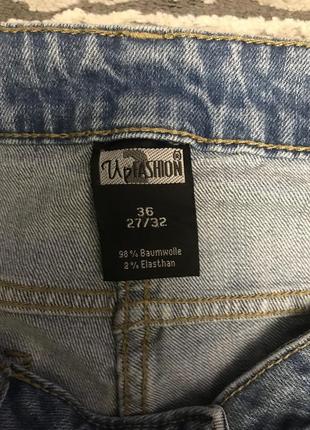 UpFASHION®
36
27/32
98% Baumwolle
2% Elasthan